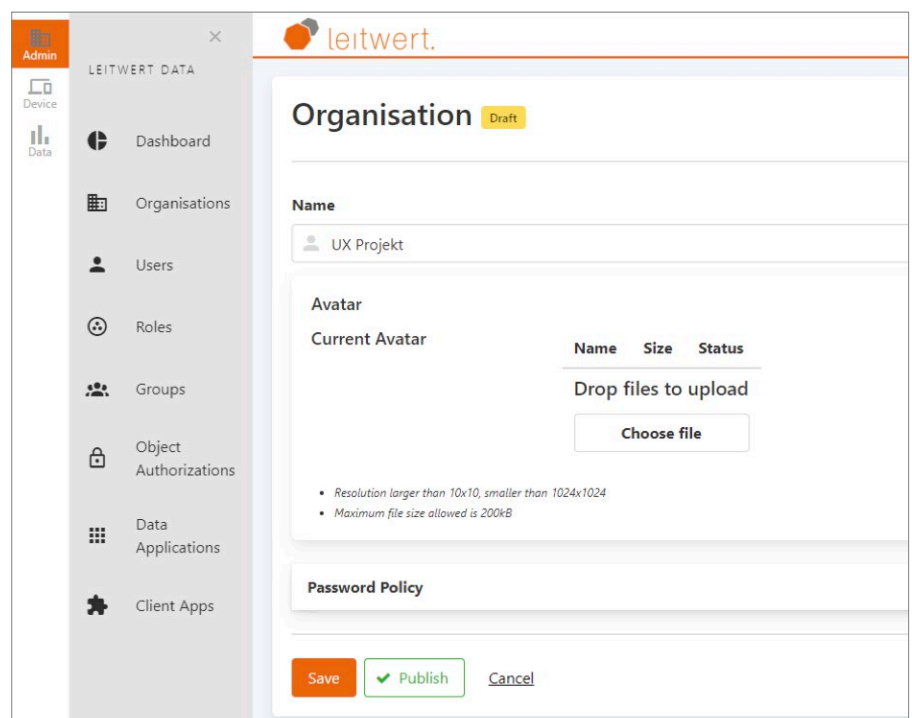 Admin
Device
Data
LEITWERT DATA
Dashboard
Organisations
Users
Roles
Groups
Object
Authorizations
Data
Applications
Client Apps
leitwert.
Organisation Draft
Name
UX Projekt
Avatar
Current Avatar
Name Size Status
Drop files to upload
Choose file
• Resolution larger than 10x10, smaller than 1024x1024
• Maximum file size allowed is 200kB
Password Policy
Save Publish Cancel